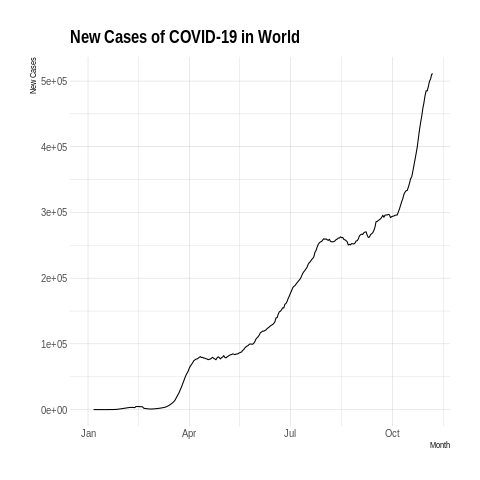 New Cases of COVID-19 in World
New Cases
5e+05
4e+05
3e+05
2e+05
1e+05
0e+00
Jan Apr Jul Oct
Month